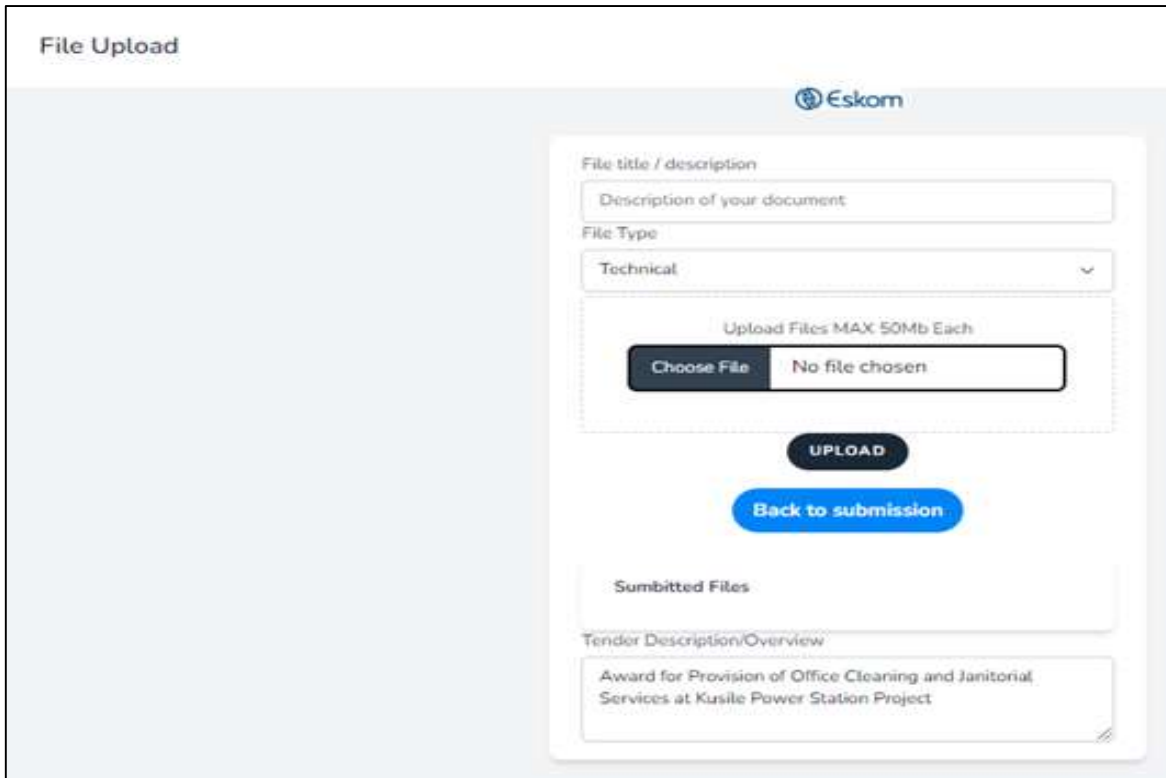 File Upload
Eskom
File title / description
Description of your document
File Type
Technical
Upload Files MAX 50Mb Each
Choose File No file chosen
UPLOAD
Back to submission
Sumbitted Files
Tender Description/Overview
Award for Provision of Office Cleaning and Janitorial
Services at Kusile Power Station Project